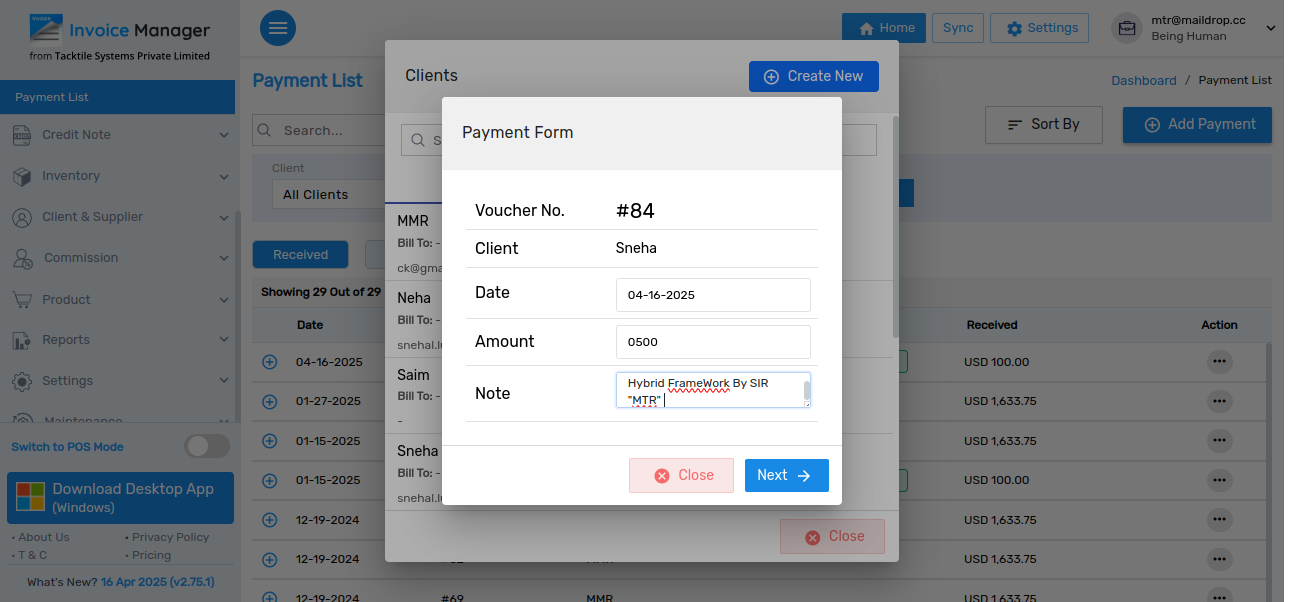 Invoice
Invoice Manager
from Tacktile Systems Private Limited
Payment List
Credit Note
Inventory
Client & Supplier
Commission
Product
Reports
Settings
Maintenance
Switch to POS Mode
Download Desktop App
(Windows)
• About Us • Privacy Policy
• T & C • Pricing
What's New? 16 Apr 2025 (v2.75.1)
Home
Sync
Settings
mtr@maildrop.cc
Being Human
Payment List
Dashboard / Payment List
Search...
Sort By
Add Payment
Client
All Clients
Received
Showing 29 Out of 29
Date Received Action
04-16-2025 USD 100.00
01-27-2025 USD 1,633.75
01-15-2025 USD 1,633.75
01-15-2025 USD 100.00
12-19-2024 USD 1,633.75
12-19-2024 USD 1,633.75
12-19-2024 #69 MMR USD 1,633.75
Clients
Create New
S
MMR
Bill To: -
ck@gma
Neha
Bill To: -
snehal.l
Saim
Bill To: -
-
Sneha
Bill To: -
snehal.l
Close
Payment Form
Voucher No. #84
Client Sneha
Date 04-16-2025
Amount 0500
Note Hybrid FrameWork By SIR
"MTR"
Close
Next